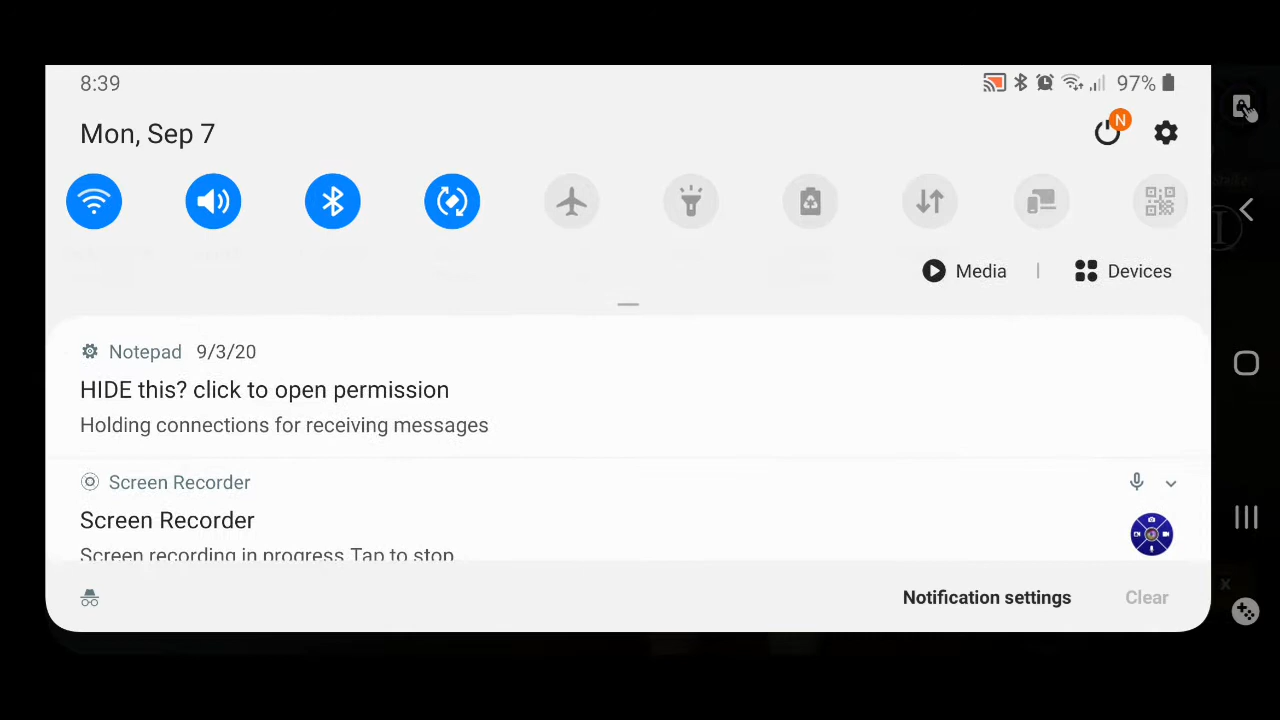 8:39
97%
Mon, Sep 7
N
Media | Devices
Notepad 9/3/20
HIDE this? click to open permission
Holding connections for receiving messages
Screen Recorder
Screen Recorder
Screen recording in progress Tap to stop
x
Notification settings
Clear